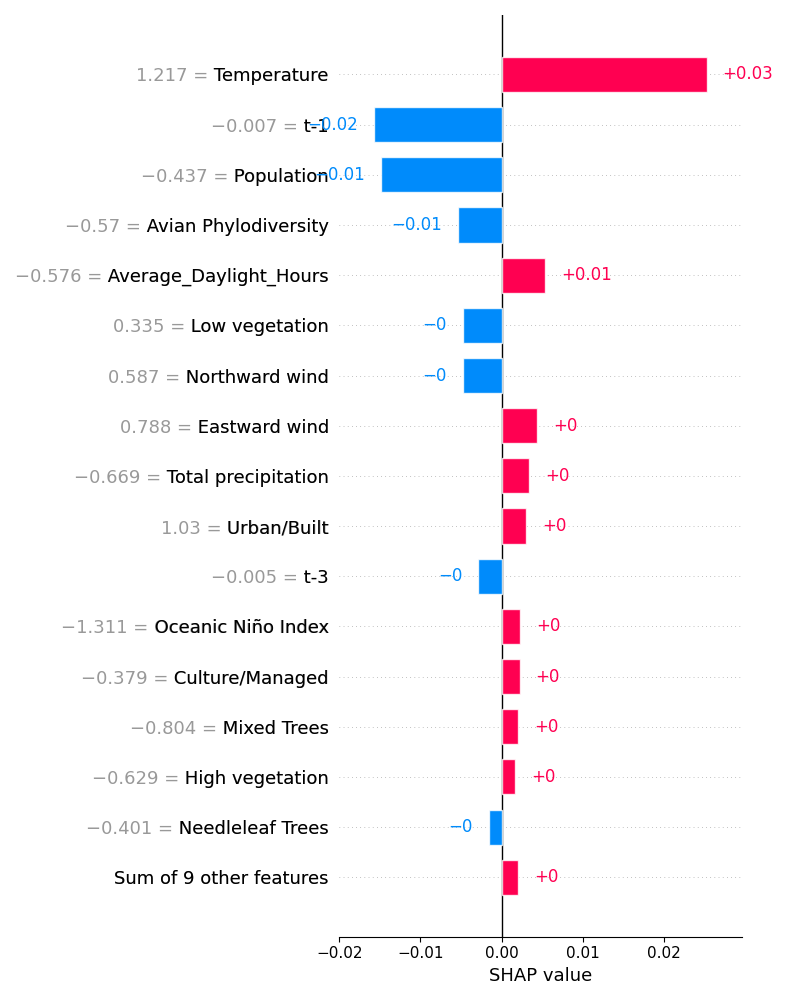 1.217 = Temperature +0.03
−0.007 = t-1 −0.02
−0.437 = Population −0.01
−0.57 = Avian Phylodiversity −0.01
−0.576 = Average_Daylight_Hours +0.01
0.335 = Low vegetation −0
0.587 = Northward wind −0
0.788 = Eastward wind +0
−0.669 = Total precipitation +0
1.03 = Urban/Built +0
−0.005 = t-3 −0
−1.311 = Oceanic Niño Index +0
−0.379 = Culture/Managed +0
−0.804 = Mixed Trees +0
−0.629 = High vegetation +0
−0.401 = Needleleaf Trees −0
Sum of 9 other features +0
−0.02 −0.01 0.00 0.01 0.02
SHAP value